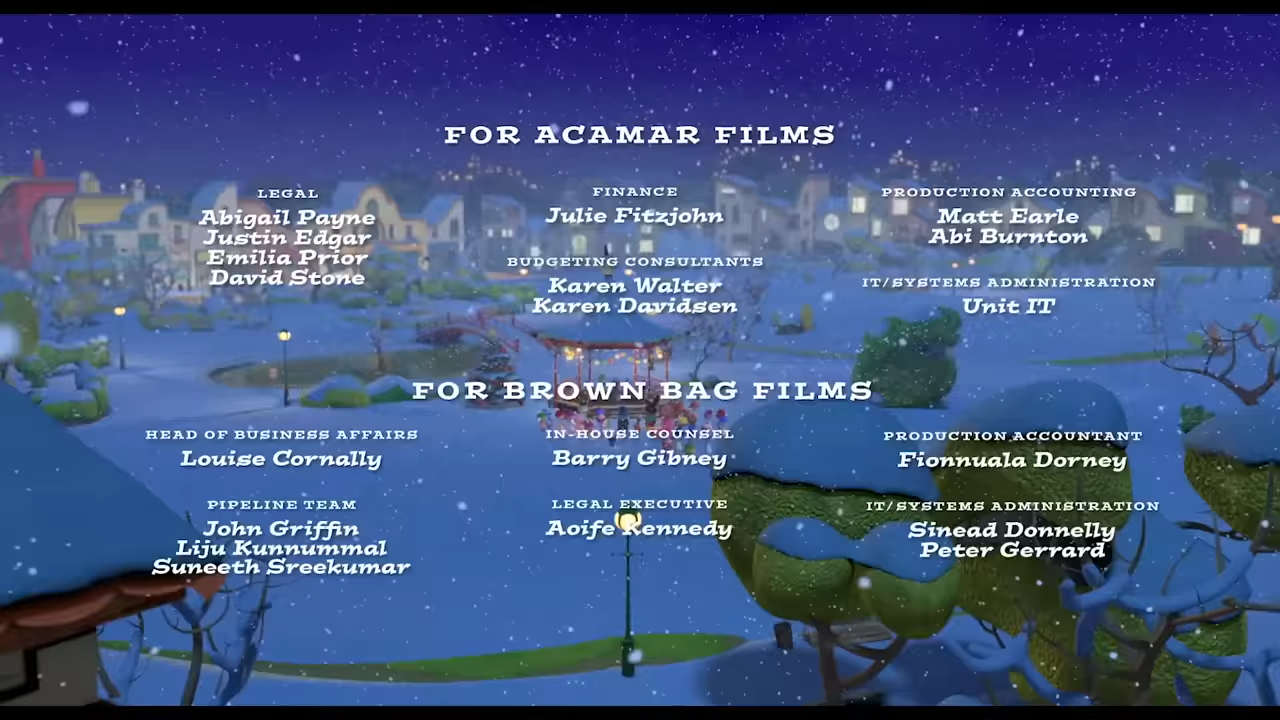 FOR ACAMAR FILMS
LEGAL
Abigail Payne
Justin Edgar
Emilia Prior
David Stone
FINANCE
Julie Fitzjohn
BUDGETING CONSULTANTS
Karen Walter
Karen Davidsen
PRODUCTION ACCOUNTING
Matt Earle
Abi Burnton
IT/SYSTEMS ADMINISTRATION
Unit IT
FOR BROWN BAG FILMS
HEAD OF BUSINESS AFFAIRS
Louise Cornally
PIPELINE TEAM
John Griffin
Liju Kunnummal
Suneeth Sreekumar
IN-HOUSE COUNSEL
Barry Gibney
LEGAL EXECUTIVE
Aoife Kennedy
PRODUCTION ACCOUNTANT
Fionnuala Dorney
IT/SYSTEMS ADMINISTRATION
Sinead Donnelly
Peter Gerrard